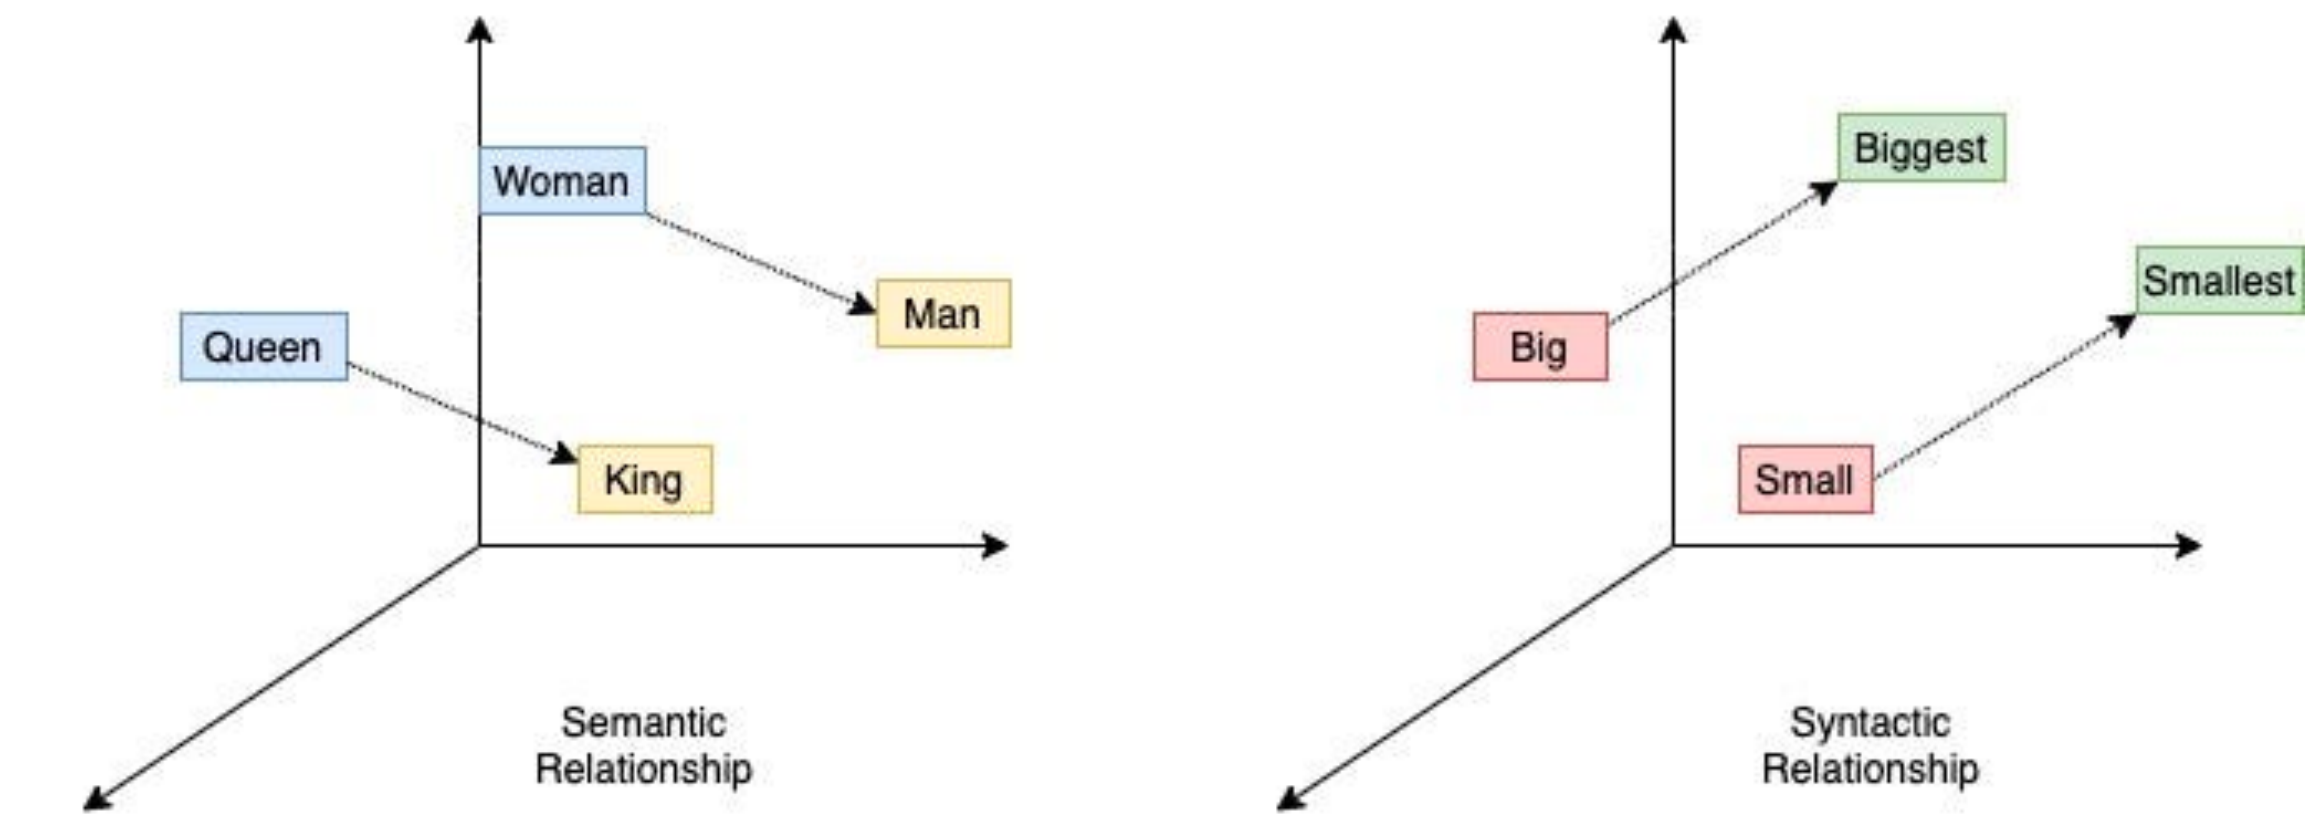 Woman
Man
Queen
King
Semantic
Relationship
Biggest
Smallest
Big
Small
Syntactic
Relationship